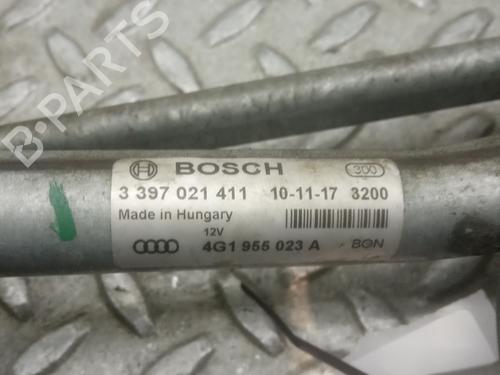 B-PARTS
BOSCH 300
3 397 021 411 10-11-17 3200
Made in Hungary
12V
4G1 955 023 A BGN